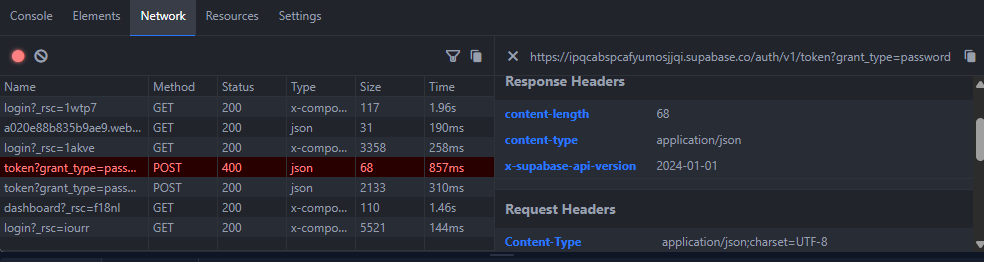 Console Elements Network Resources Settings
https://ipqcabspcafyumosjjqi.supabase.co/auth/v1/token?grant_type=password
Name Method Status Type Size Time
login?_rsc=1wtp7 GET 200 x-compo... 117 1.96s
a020e88b835b9ae9.web... GET 200 json 31 190ms
login?_rsc=1akve GET 200 x-compo... 3358 258ms
token?grant_type=pass... POST 400 json 68 857ms
token?grant_type=pass... POST 200 json 2133 310ms
dashboard?_rsc=f18nl GET 200 x-compo... 110 1.46s
login?_rsc=iourr GET 200 x-compo... 5521 144ms
Response Headers
content-length 68
content-type application/json
x-supabase-api-version 2024-01-01
Request Headers
Content-Type application/json;charset=UTF-8